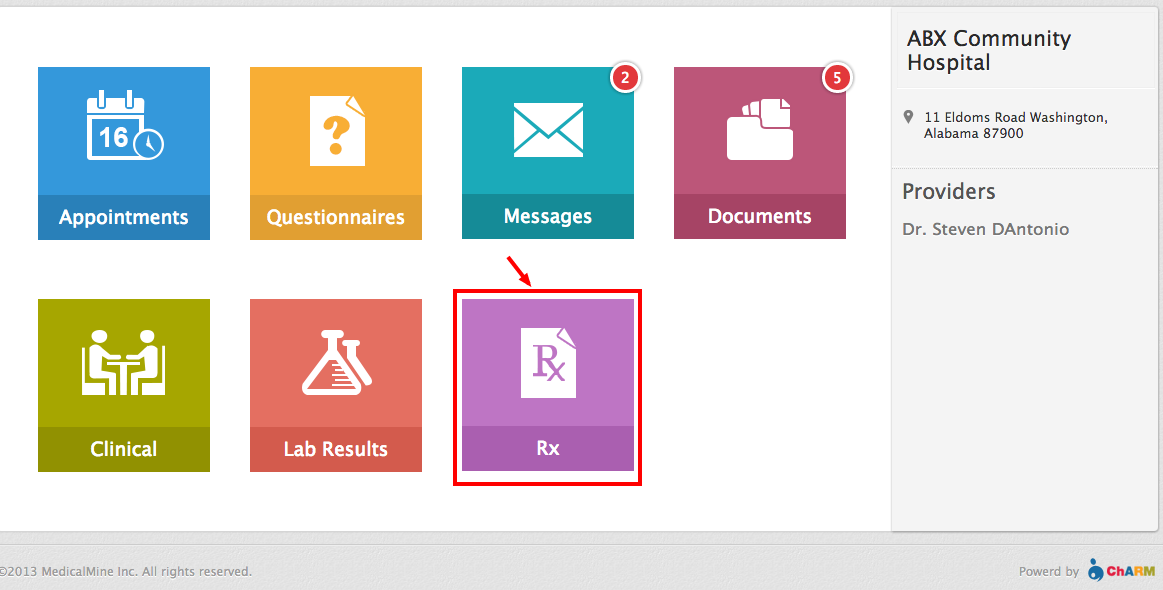 ABX Community
Hospital
11 Eldoms Road Washington,
Alabama 87900
Providers
Dr. Steven DAntonio
16
Appointments
?
Questionnaires
2
Messages
5
Documents
Clinical
Lab Results
Rx
Rx
©2013 MedicalMine Inc. All rights reserved.
Powerd by
ChARM